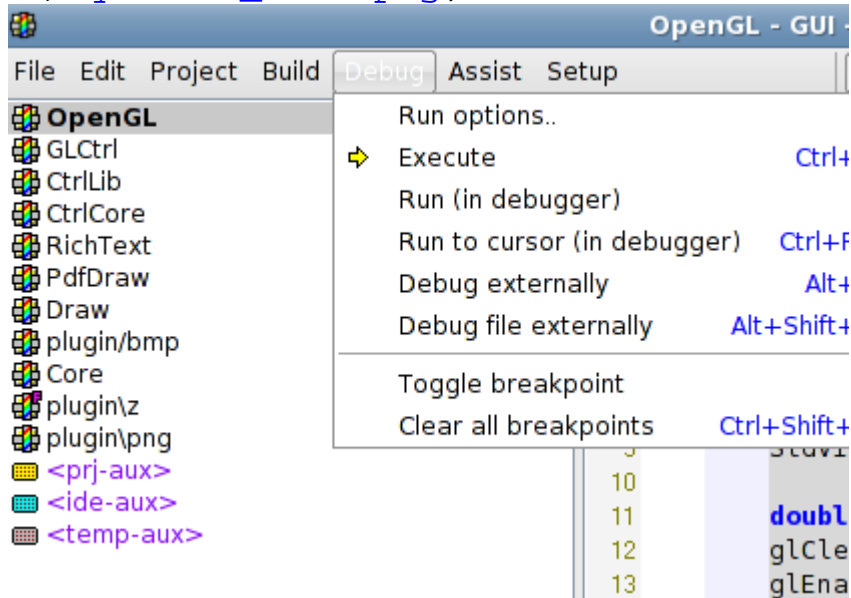 OpenGL - GUI -
File Edit Project Build Debug Assist Setup
OpenGL
GLCtrl
CtrlLib
CtrlCore
RichText
PdfDraw
Draw
plugin/bmp
Core
plugin\z
plugin\png
<prj-aux>
<ide-aux>
<temp-aux>
Run options..
Execute Ctrl+
Run (in debugger)
Run to cursor (in debugger) Ctrl+F
Debug externally Alt+
Debug file externally Alt+Shift+
Toggle breakpoint
Clear all breakpoints Ctrl+Shift+
10
11 doubl
12 glCle
13 glEna